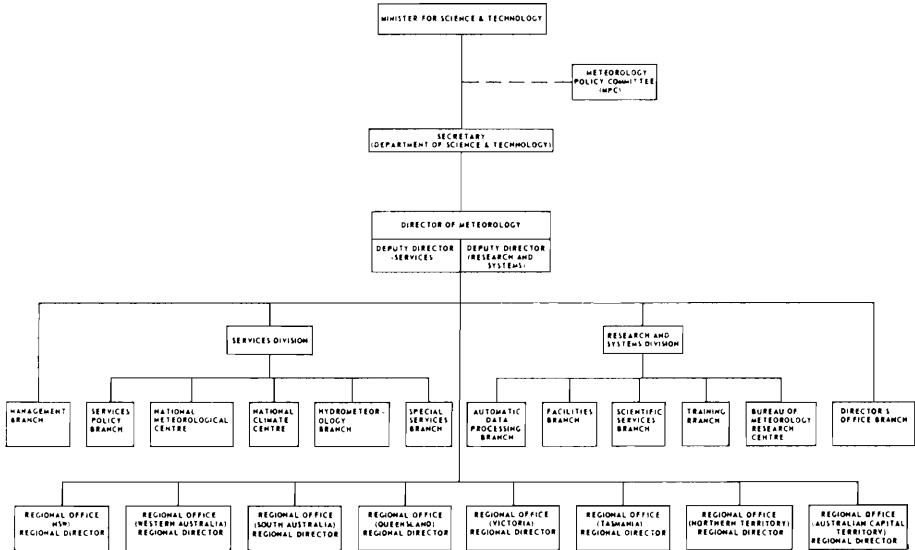 MINISTER FOR SCIENCE & TECHNOLOGY
METEOROLOGY
POLICY COMMITTEE
(MPC)
SECRETARY
(DEPARTMENT OF SCIENCE & TECHNOLOGY)
DIRECTOR OF METEOROLOGY
DEPUTY DIRECTOR
(SERVICES
DEPUTY DIRECTOR
(RESEARCH AND
SYSTEMS)
SERVICES DIVISION
RESEARCH AND
SYSTEMS DIVISION
MANAGEMENT
BRANCH
SERVICES
POLICY
BRANCH
NATIONAL
METEOROLOGICAL
CENTRE
NATIONAL
CLIMATE
CENTRE
HYDROMETEOR-
OLOGY
BRANCH
SPECIAL
SERVICES
BRANCH
AUTOMATIC
DATA
PROCESSING
BRANCH
FACILITIES
BRANCH
SCIENTIFIC
SERVICES
BRANCH
TRAINING
BRANCH
BUREAU OF
METEOROLOGY
RESEARCH
CENTRE
DIRECTOR S
OFFICE BRANCH
REGIONAL OFFICE
(NSW)
REGIONAL DIRECTOR
REGIONAL OFFICE
(WESTERN AUSTRALIA)
REGIONAL DIRECTOR
REGIONAL OFFICE
(SOUTH AUSTRALIA)
REGIONAL DIRECTOR
REGIONAL OFFICE
(QUEENSLAND)
REGIONAL DIRECTOR
REGIONAL OFFICE
(VICTORIA)
REGIONAL DIRECTOR
REGIONAL OFFICE
(TASMANIA)
REGIONAL DIRECTOR
REGIONAL OFFICE
(NORTHERN TERRITORY)
REGIONAL DIRECTOR
REGIONAL OFFICE
(AUSTRALIAN CAPITAL
TERRITORY)
REGIONAL DIRECTOR